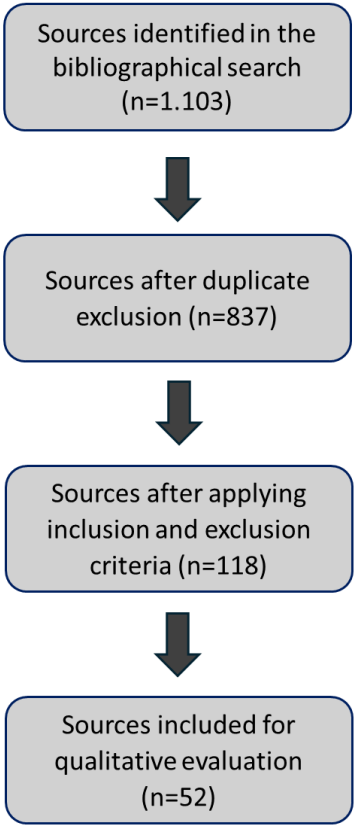 Sources identified in the
bibliographical search
(n=1.103)
Sources after duplicate
exclusion (n=837)
Sources after applying
inclusion and exclusion
criteria (n=118)
Sources included for
qualitative evaluation
(n=52)